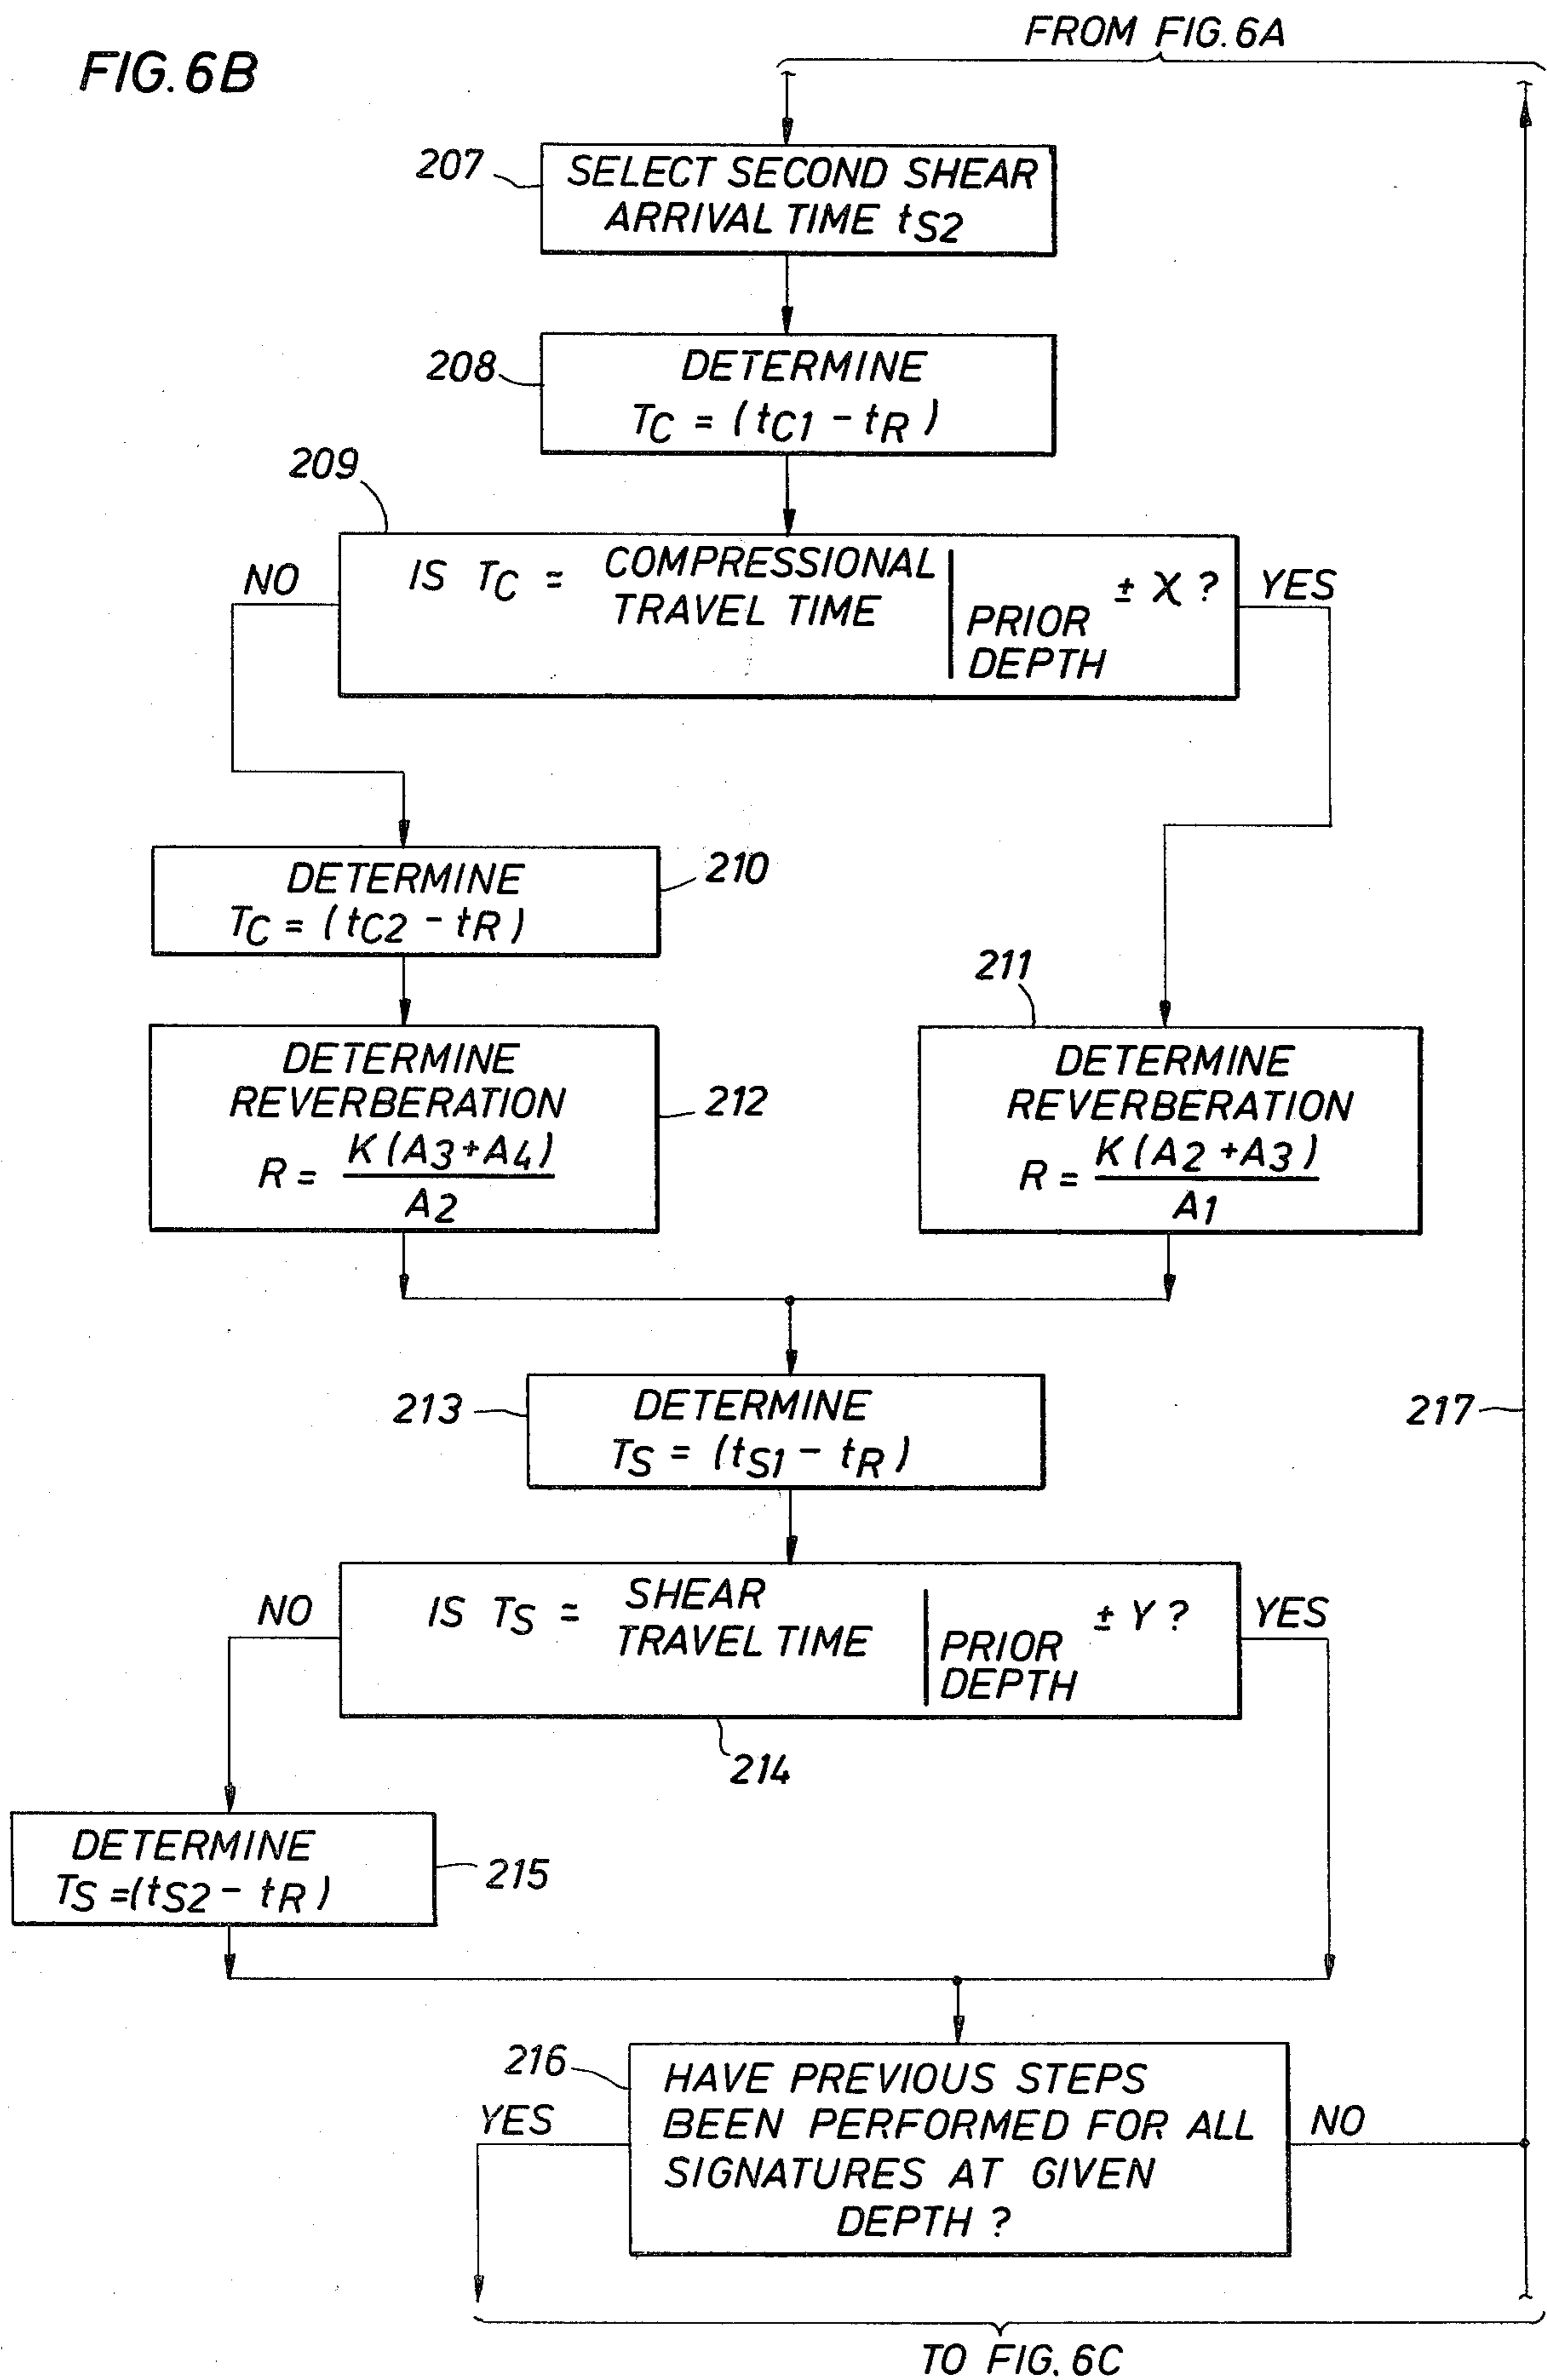 FROM FIG. 6A
FIG. 6B
207
SELECT SECOND SHEAR
ARRIVAL TIME tS2
208
DETERMINE
TC = (tC1 - tR)
209
NO
IS TC = COMPRESSIONAL
TRAVEL TIME
PRIOR
DEPTH
± X ?
YES
DETERMINE
TC = (tC2 - tR)
210
211
DETERMINE
REVERBERATION
R = K(A3+A4)
A2
212
DETERMINE
REVERBERATION
R = K(A2+A3)
A1
213
DETERMINE
TS = (tS1 - tR)
217
NO
IS TS = SHEAR
TRAVEL TIME
PRIOR
DEPTH
± Y ?
YES
214
DETERMINE
TS = (tS2 - tR)
215
216
YES
HAVE PREVIOUS STEPS
BEEN PERFORMED FOR ALL
SIGNATURES AT GIVEN
DEPTH ?
NO
TO FIG. 6C